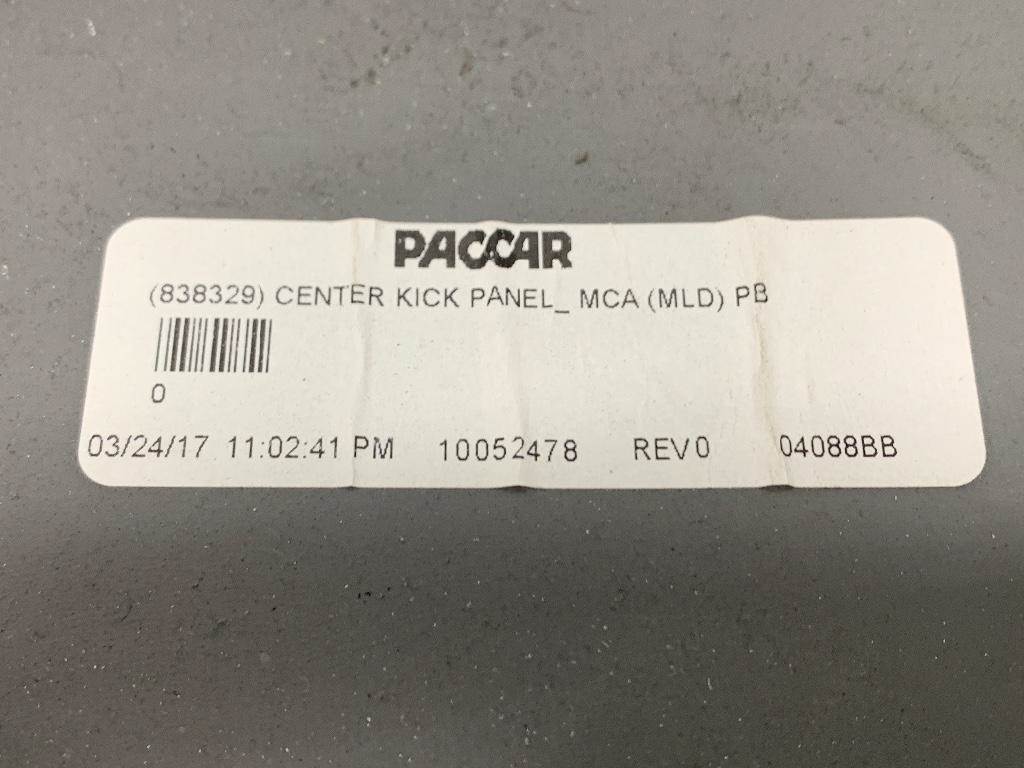 PACCAR
(838329) CENTER KICK PANEL_ MCA (MLD) PB
0
03/24/17 11:02:41 PM 10052478 REV0 04088BB